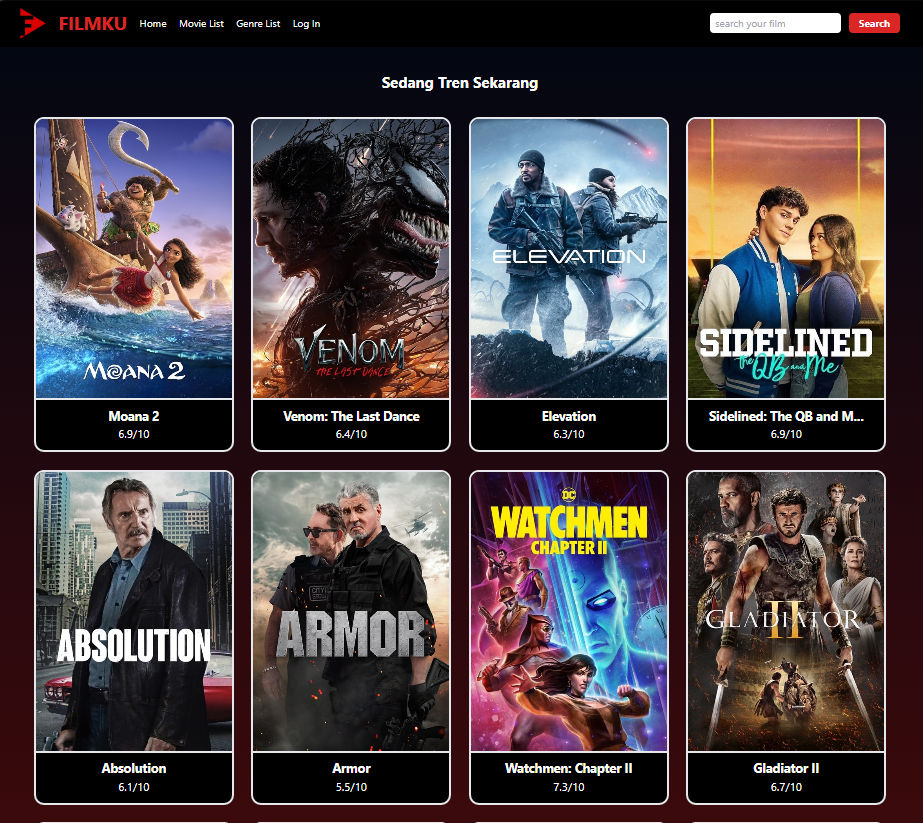 FILMKU Home Movie List Genre List Log In search your film Search
Sedang Tren Sekarang
MOANA 2
VENOM
THE LAST DANCE
ELEVATION
SIDELINED
the QB and Me
Moana 2
6.9/10
Venom: The Last Dance
6.4/10
Elevation
6.3/10
Sidelined: The QB and M...
6.9/10
ABSOLUTION
ARMOR
DC
WATCHMEN
CHAPTER II
GLADIATOR
II
Absolution
6.1/10
Armor
5.5/10
Watchmen: Chapter II
7.3/10
Gladiator II
6.7/10